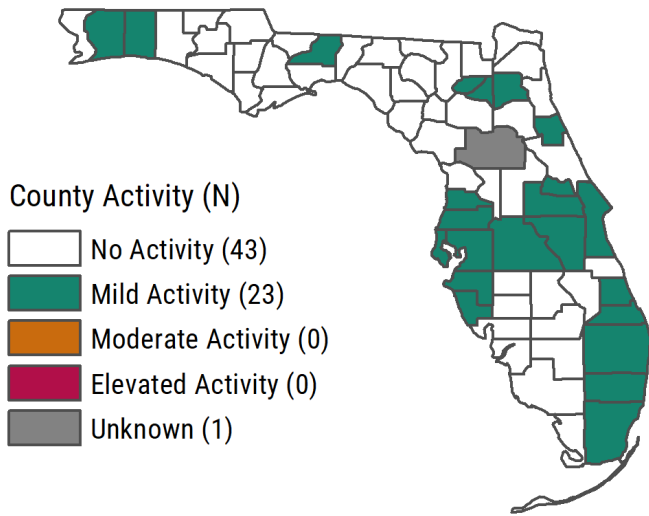 County Activity (N)
No Activity (43)
Mild Activity (23)
Moderate Activity (0)
Elevated Activity (0)
Unknown (1)